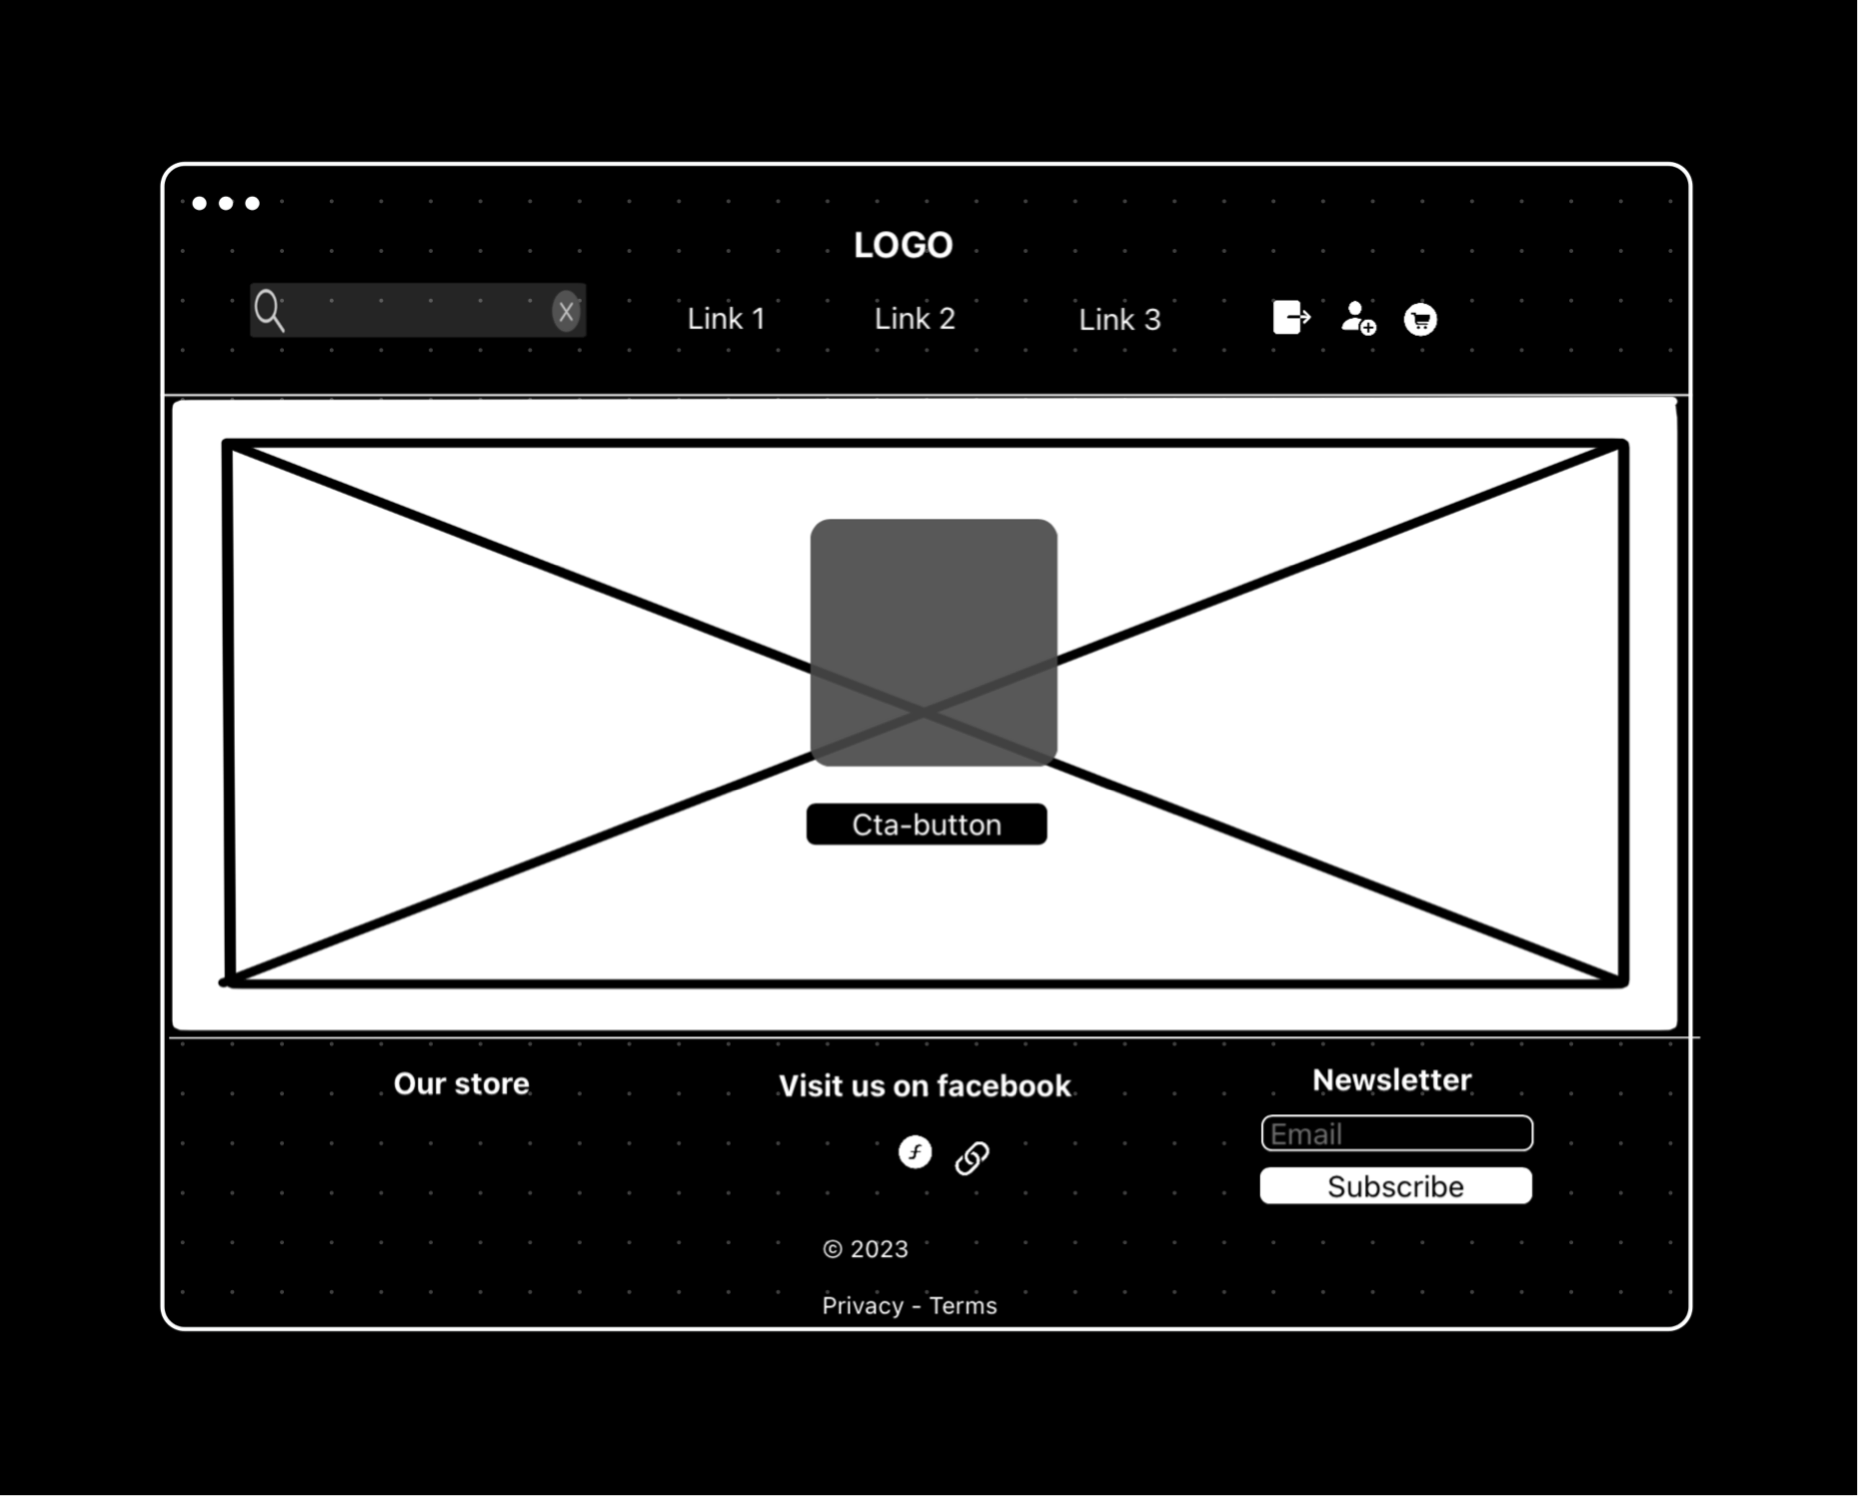 LOGO
X
Link 1
Link 2
Link 3
Cta-button
Our store
Visit us on facebook
Newsletter
Email
f
Subscribe
© 2023
Privacy - Terms